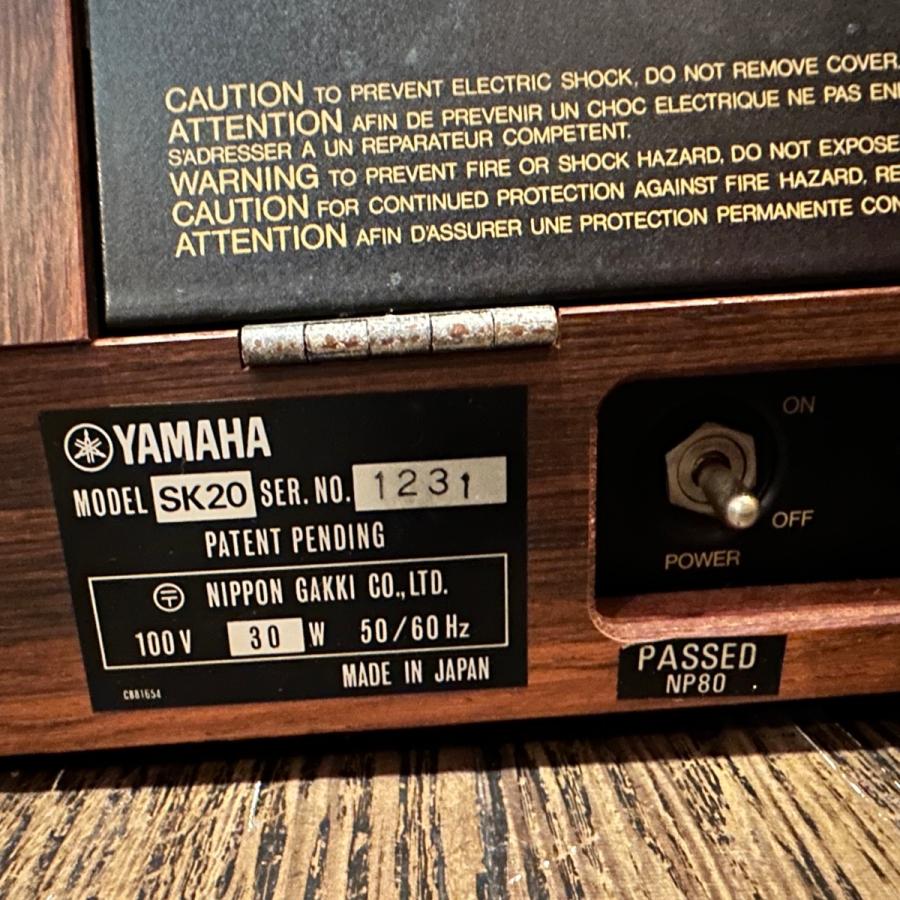 CAUTION TO PREVENT ELECTRIC SHOCK, DO NOT REMOVE COVER.
ATTENTION AFIN DE PREVENIR UN CHOC ELECTRIQUE NE PAS
S'ADRESSER A UN REPARATEUR COMPETENT.
WARNING TO PREVENT FIRE OR SHOCK HAZARD, DO NOT EXPOSE
CAUTION FOR CONTINUED PROTECTION AGAINST FIRE HAZARD,
ATTENTION AFIN D'ASSURER UNE PROTECTION PERMANENTE
YAMAHA
MODEL SK20 SER. NO. 1231
PATENT PENDING
NIPPON GAKKI CO., LTD.
100V 30 W 50/60Hz
MADE IN JAPAN
CB81654
ON
OFF
POWER
PASSED
NP80